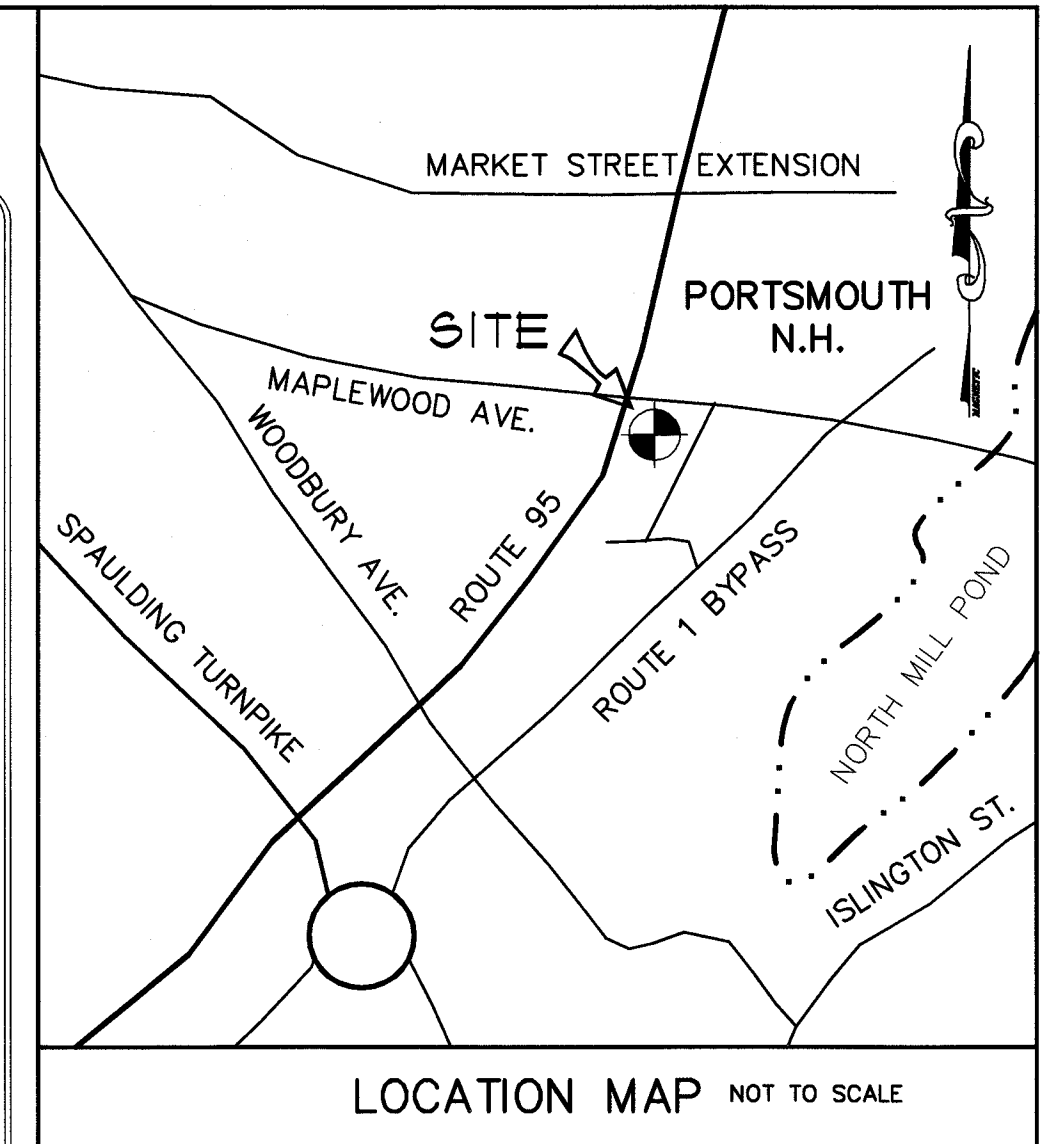 MARKET STREET EXTENSION
PORTSMOUTH
N.H.
SITE
MAGNETIC
MAPLEWOOD AVE.
WOODBURY AVE.
ROUTE 95
SPAULDING TURNPIKE
ROUTE 1 BYPASS
NORTH MILL POND
ISLINGTON ST.
LOCATION MAP NOT TO SCALE